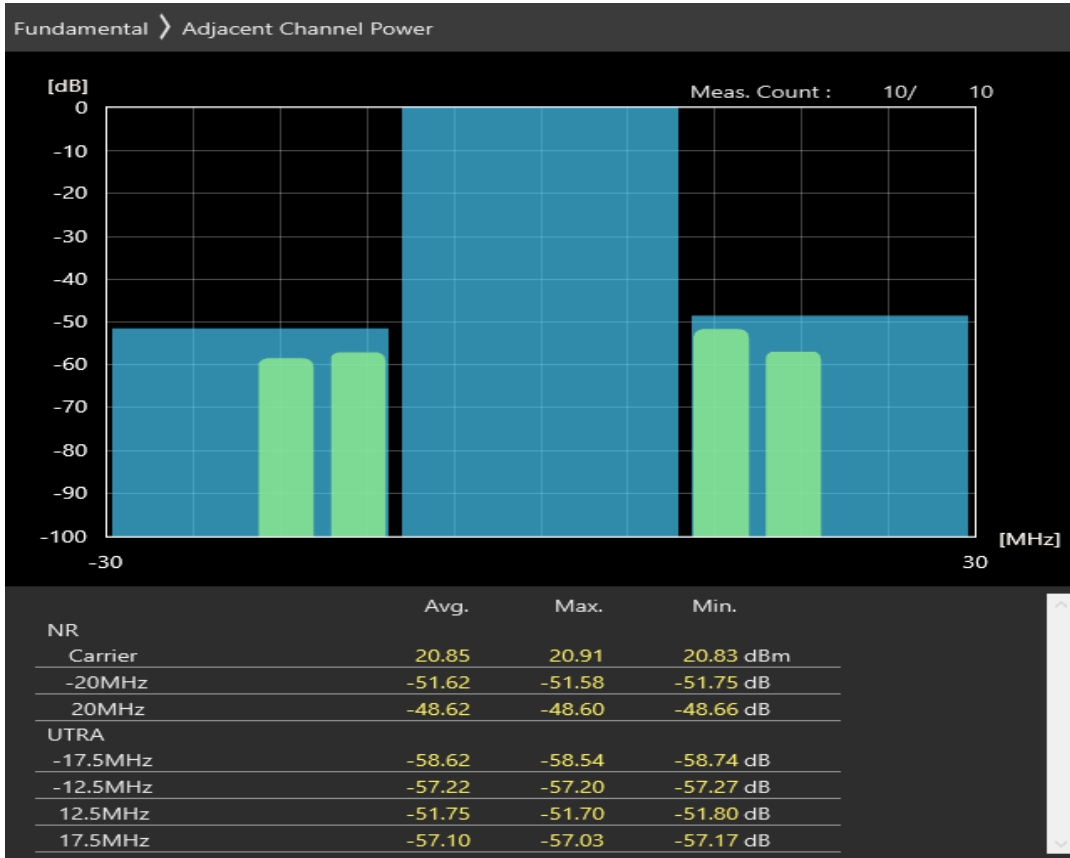 Fundamental ❭ Adjacent Channel Power
[dB]
Meas. Count : 10/ 10
0
-10
-20
-30
-40
-50
-60
-70
-80
-90
-100
[MHz]
-30 30
Avg. Max. Min.
NR
Carrier 20.85 20.91 20.83 dBm
-20MHz -51.62 -51.58 -51.75 dB
20MHz -48.62 -48.60 -48.66 dB
UTRA
-17.5MHz -58.62 -58.54 -58.74 dB
-12.5MHz -57.22 -57.20 -57.27 dB
12.5MHz -51.75 -51.70 -51.80 dB
17.5MHz -57.10 -57.03 -57.17 dB